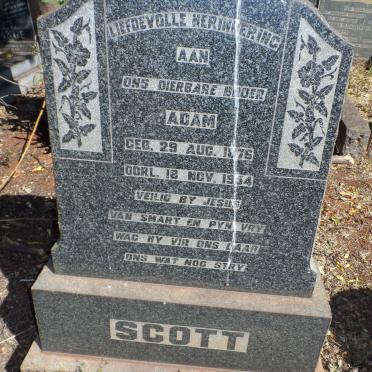 LIEFDEVOLLE HERINNERING
AAN
ONS DIERBARE BROER
ADAM
GEB. 29 AUG. 1875
OORL. 18 NOV. 1934
VEILIG BY JESUS
VAN SMART EN PYN VRY
WAG HY VIR ONS DAAR
ONS WAT NOG STRY
SCOTT